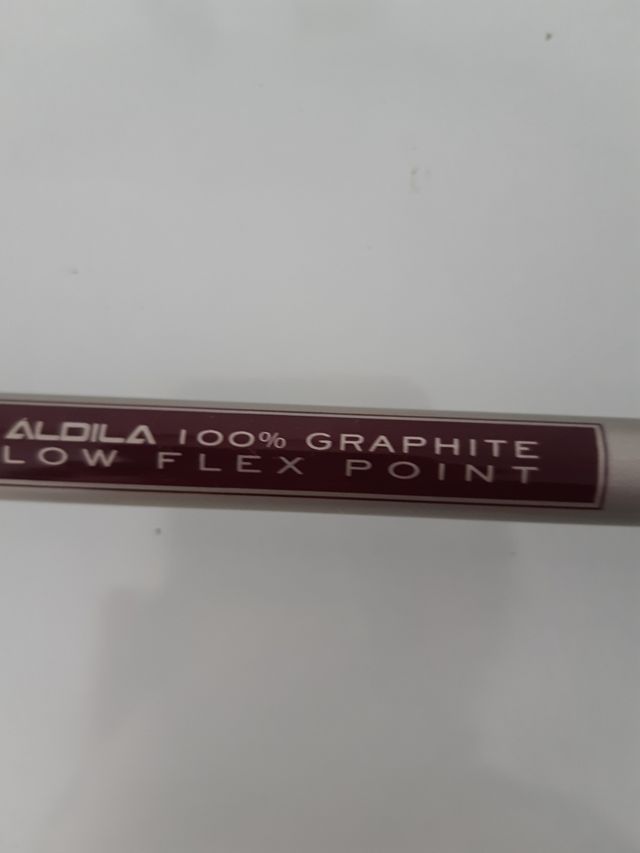 ALDILA 100% GRAPHITE
LOW FLEX POINT